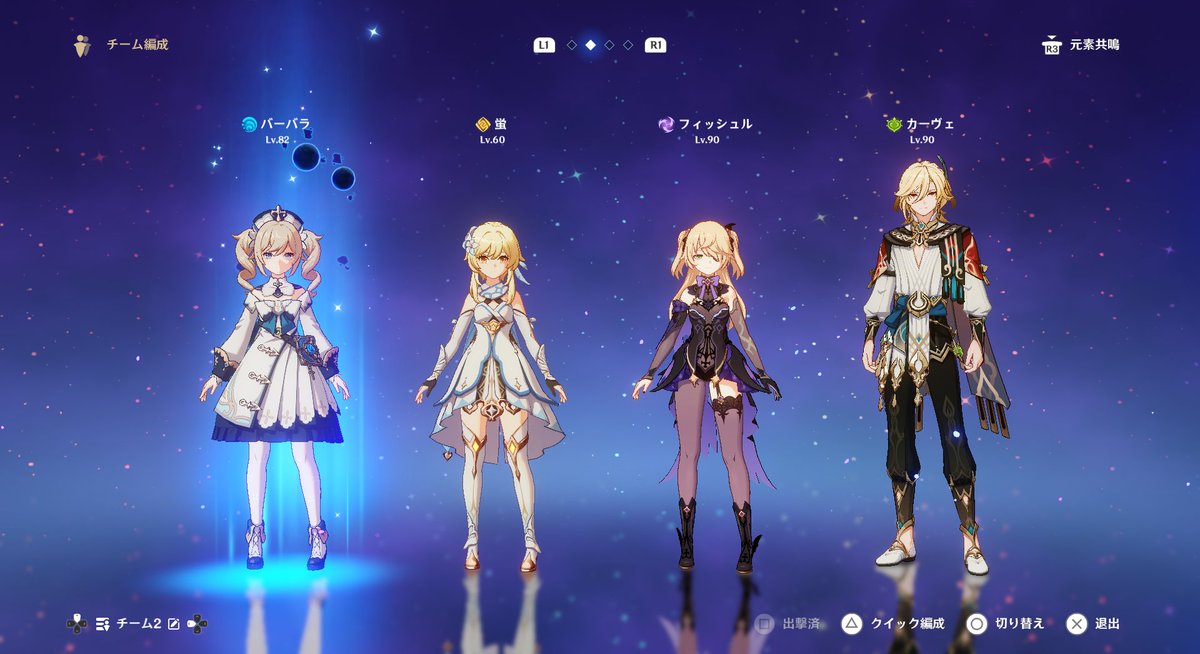 チーム編成
L1
R1
R3
元素共鳴
バーバラ
Lv.82
蛍
Lv.60
フィッシュル
Lv.90
カーヴェ
Lv.90
チーム2
出撃済
クイック編成
切り替え
退出